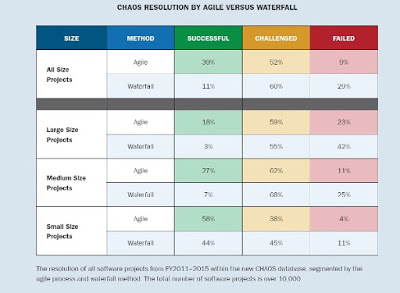 CHAOS RESOLUTION BY AGILE VERSUS WATERFALL
SIZE METHOD SUCCESSFUL CHALLENGED FAILED
All Size Projects Agile 39% 52% 9%
Waterfall 11% 60% 29%
Large Size Projects Agile 18% 59% 23%
Waterfall 3% 55% 42%
Medium Size Projects Agile 27% 62% 11%
Waterfall 7% 68% 25%
Small Size Projects Agile 58% 38% 4%
Waterfall 44% 45% 11%
The resolution of all software projects from FY2011–2015 within the new CHAOS database, segmented by the
agile process and waterfall method. The total number of software projects is over 10,000